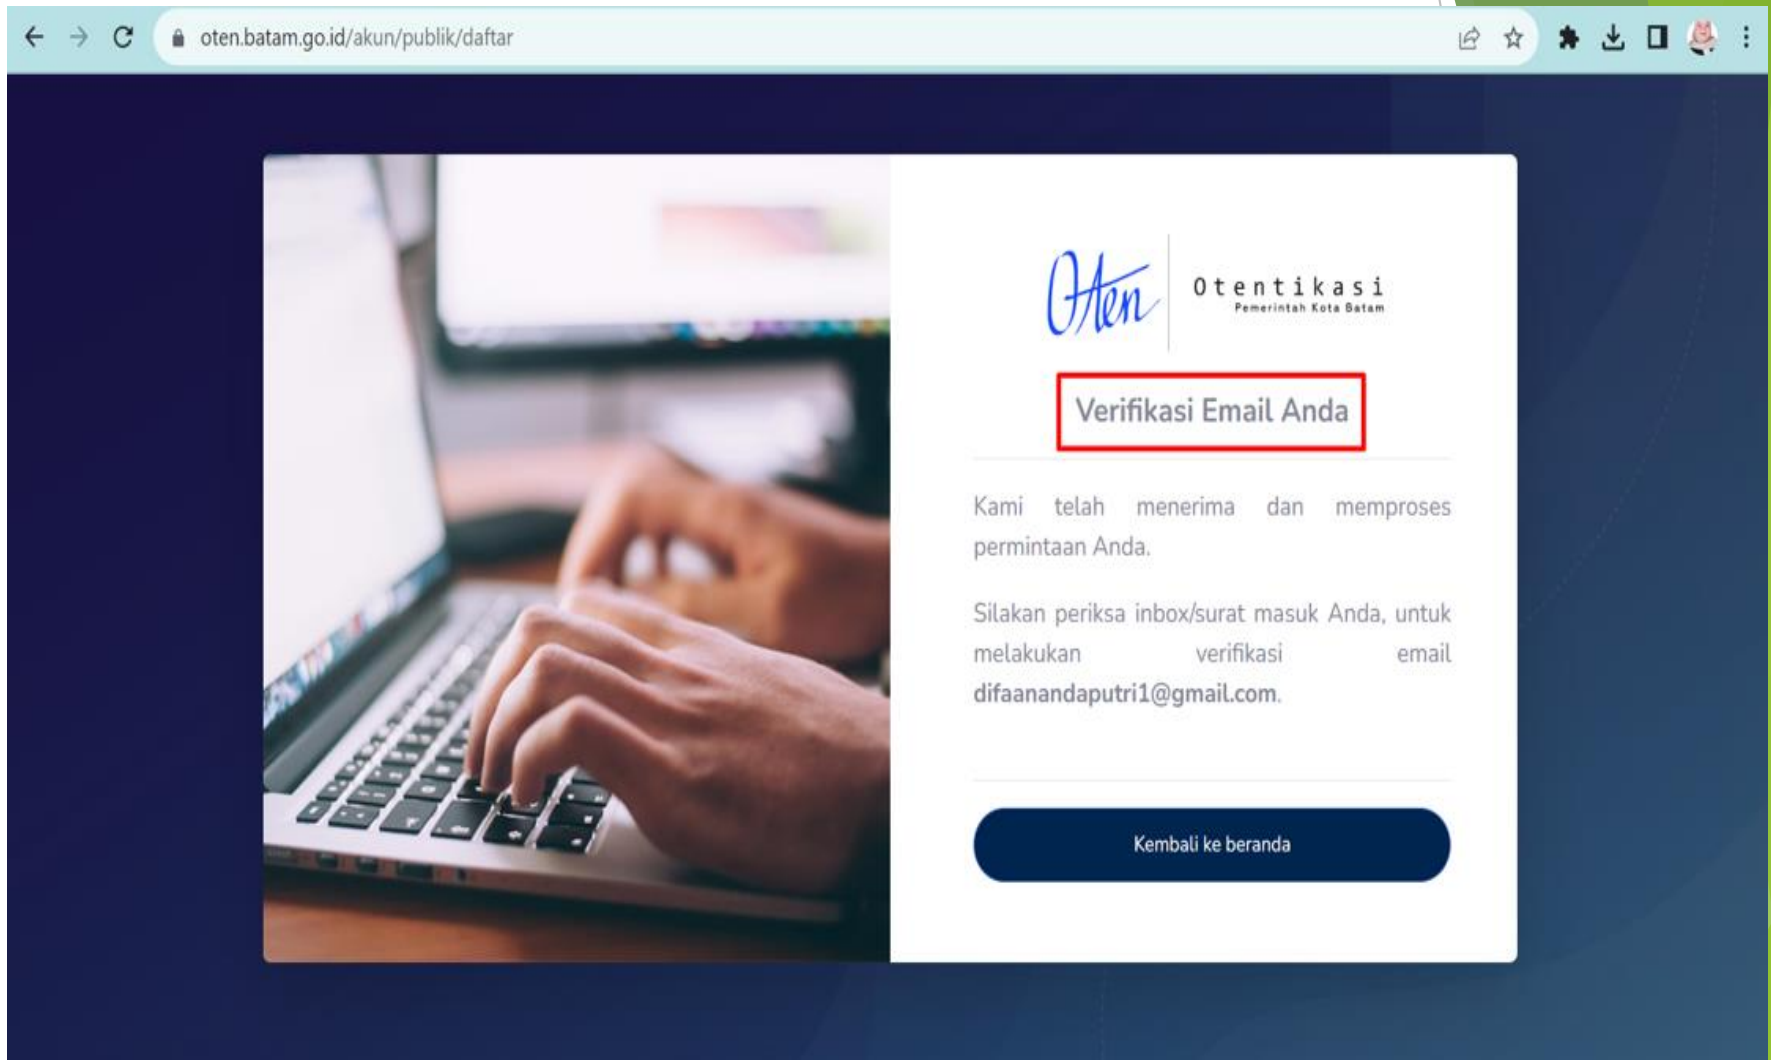 oten.batam.go.id/akun/publik/daftar
Oten
Otentikasi
Pemerintah Kota Batam
Verifikasi Email Anda
Kami telah menerima dan memproses
permintaan Anda.
Silakan periksa inbox/surat masuk Anda, untuk
melakukan verifikasi email
difaanandaputri1@gmail.com.
Kembali ke beranda